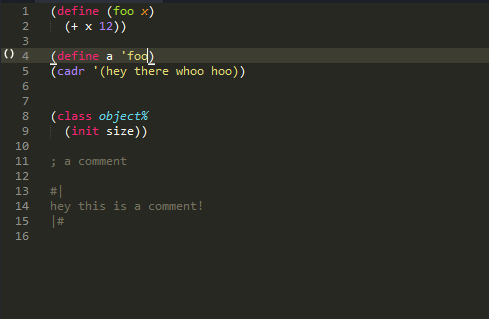 1 (define (foo x)
2   (+ x 12))
3
() 4 (define a 'foo)
5 (cadr '(hey there whoo hoo))
6
7
8 (class object%
9   (init size))
10
11 ; a comment
12
13 #|
14 hey this is a comment!
15 |#
16